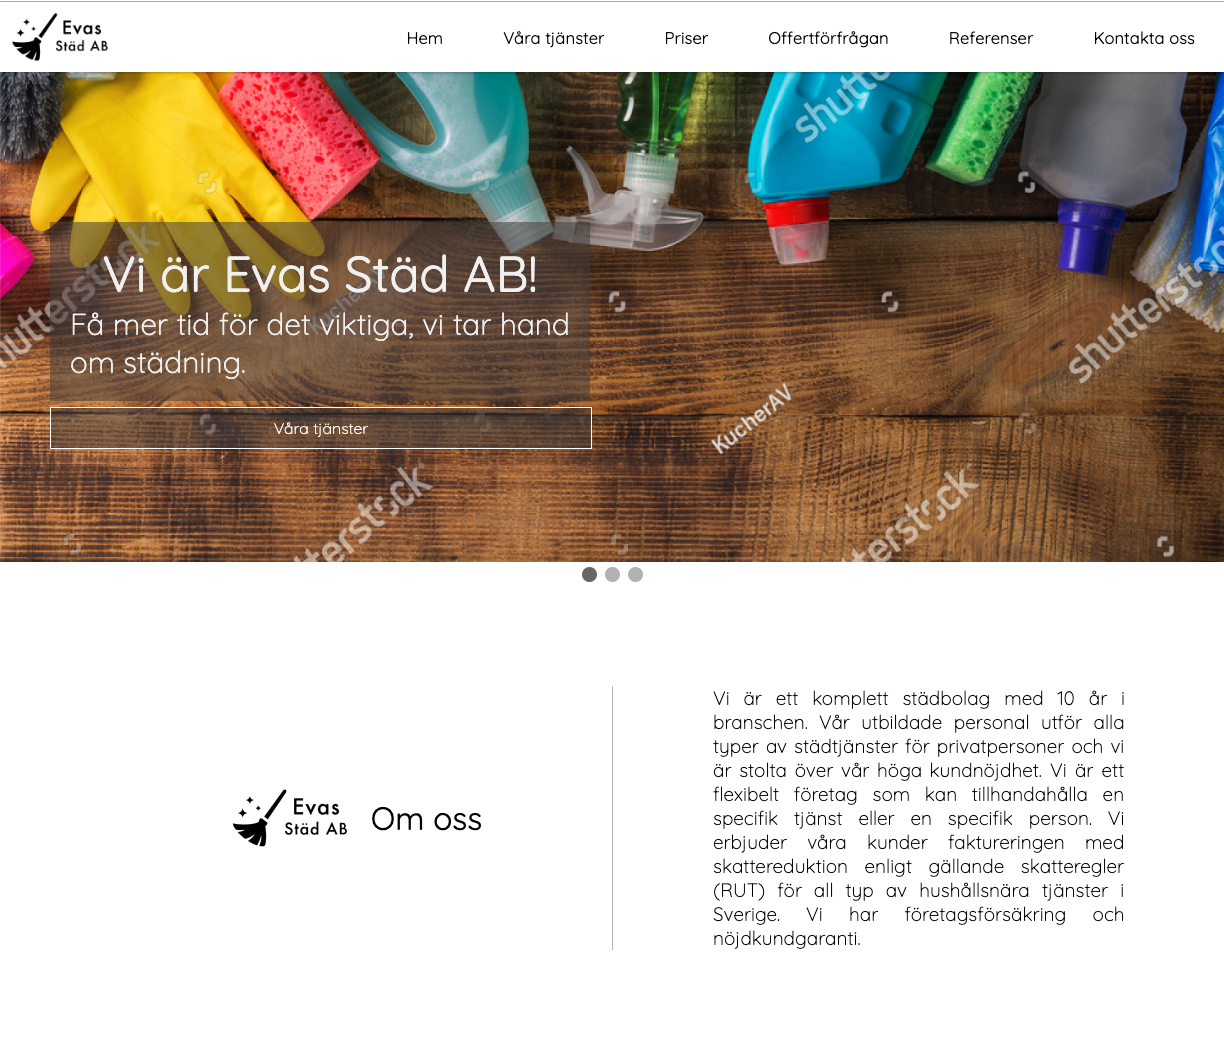 Evas
Städ AB
Hem Våra tjänster Priser Offertförfrågan Referenser Kontakta oss
shutterstock
shutterstock
shutterstock
Vi är Evas Städ AB!
Få mer tid för det viktiga, vi tar hand
om städning.
KucherAV
KucherAV
Våra tjänster
shutterstock
shutterstock
Vi är ett komplett städbolag med 10 år i
branschen. Vår utbildade personal utför alla
typer av städtjänster för privatpersoner och vi
är stolta över vår höga kundnöjdhet. Vi är ett
flexibelt företag som kan tillhandahålla en
specifik tjänst eller en specifik person. Vi
erbjuder våra kunder faktureringen med
skattereduktion enligt gällande skatteregler
(RUT) för all typ av hushållsnära tjänster i
Sverige. Vi har företagsförsäkring och
nöjdkundgaranti.
Evas
Städ AB
Om oss